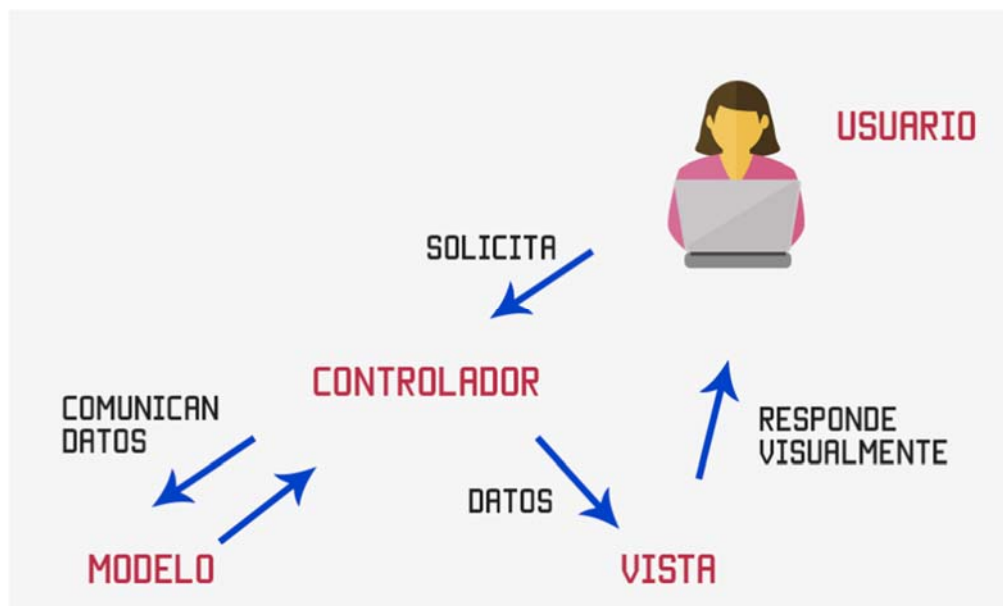 USUARIO
SOLICITA
CONTROLADOR
COMUNICAN
DATOS
RESPONDE
VISUALMENTE
DATOS
MODELO
VISTA